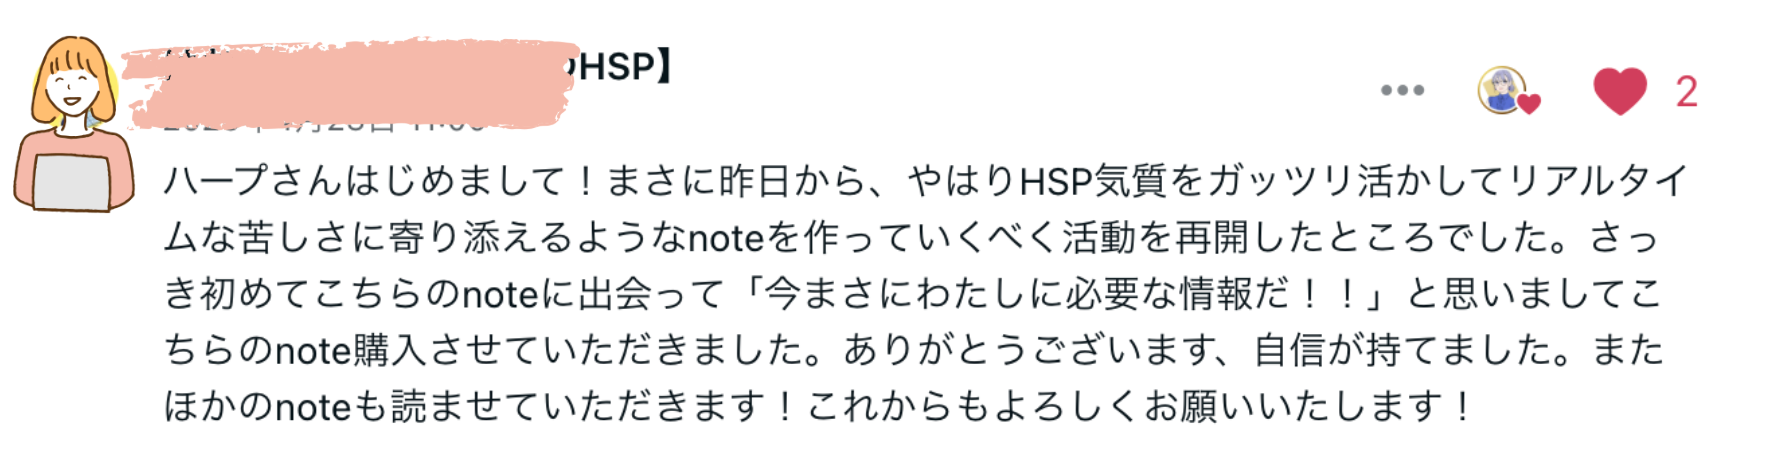 HSP】
2
ハープさんはじめまして！まさに昨日から、やはりHSP気質をガッツリ活かしてリアルタイ
ムな苦しさに寄り添えるようなnoteを作っていくべく活動を再開したところでした。さっ
き初めてこちらのnoteに出会って「今まさにわたしに必要な情報だ！！」と思いましてこ
ちらのnote購入させていただきました。ありがとうございます、自信が持てました。また
ほかのnoteも読ませていただきます！これからもよろしくお願いいたします！